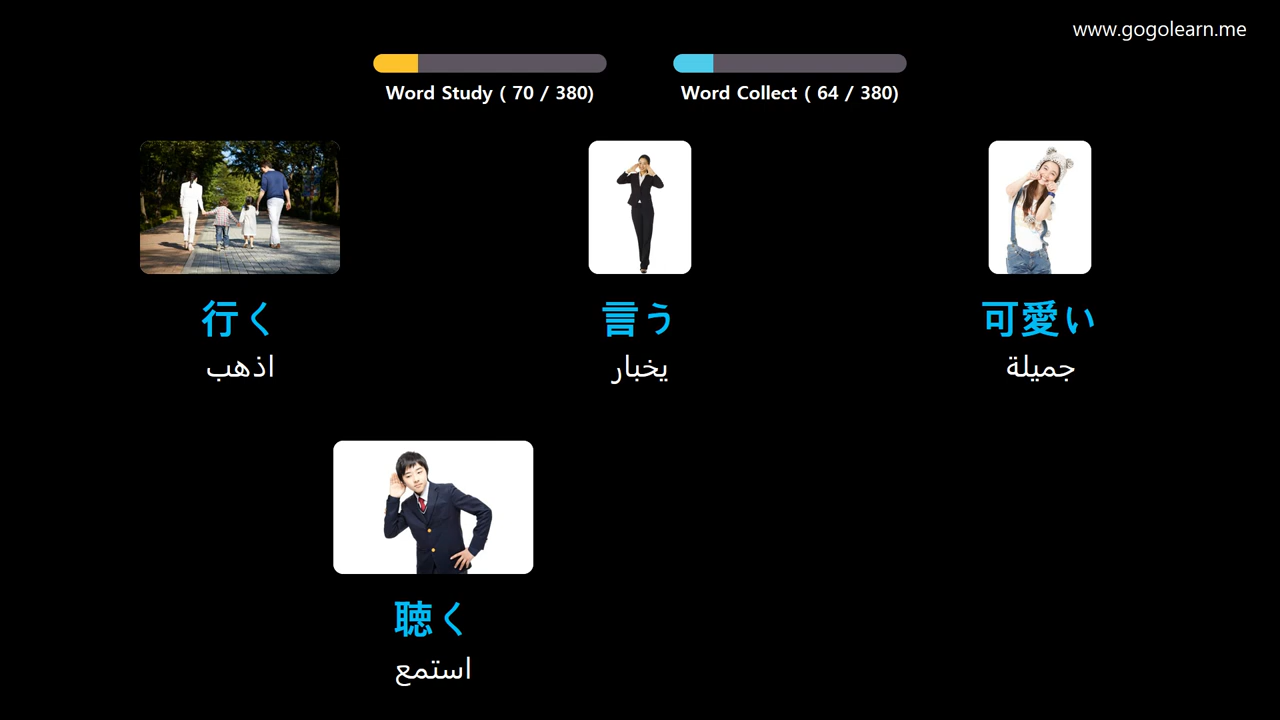 www.gogolearn.me
Word Study ( 70 / 380)
Word Collect ( 64 / 380)
行く
اذهب
言う
يخبار
可愛い
جميلة
聴く
استمع